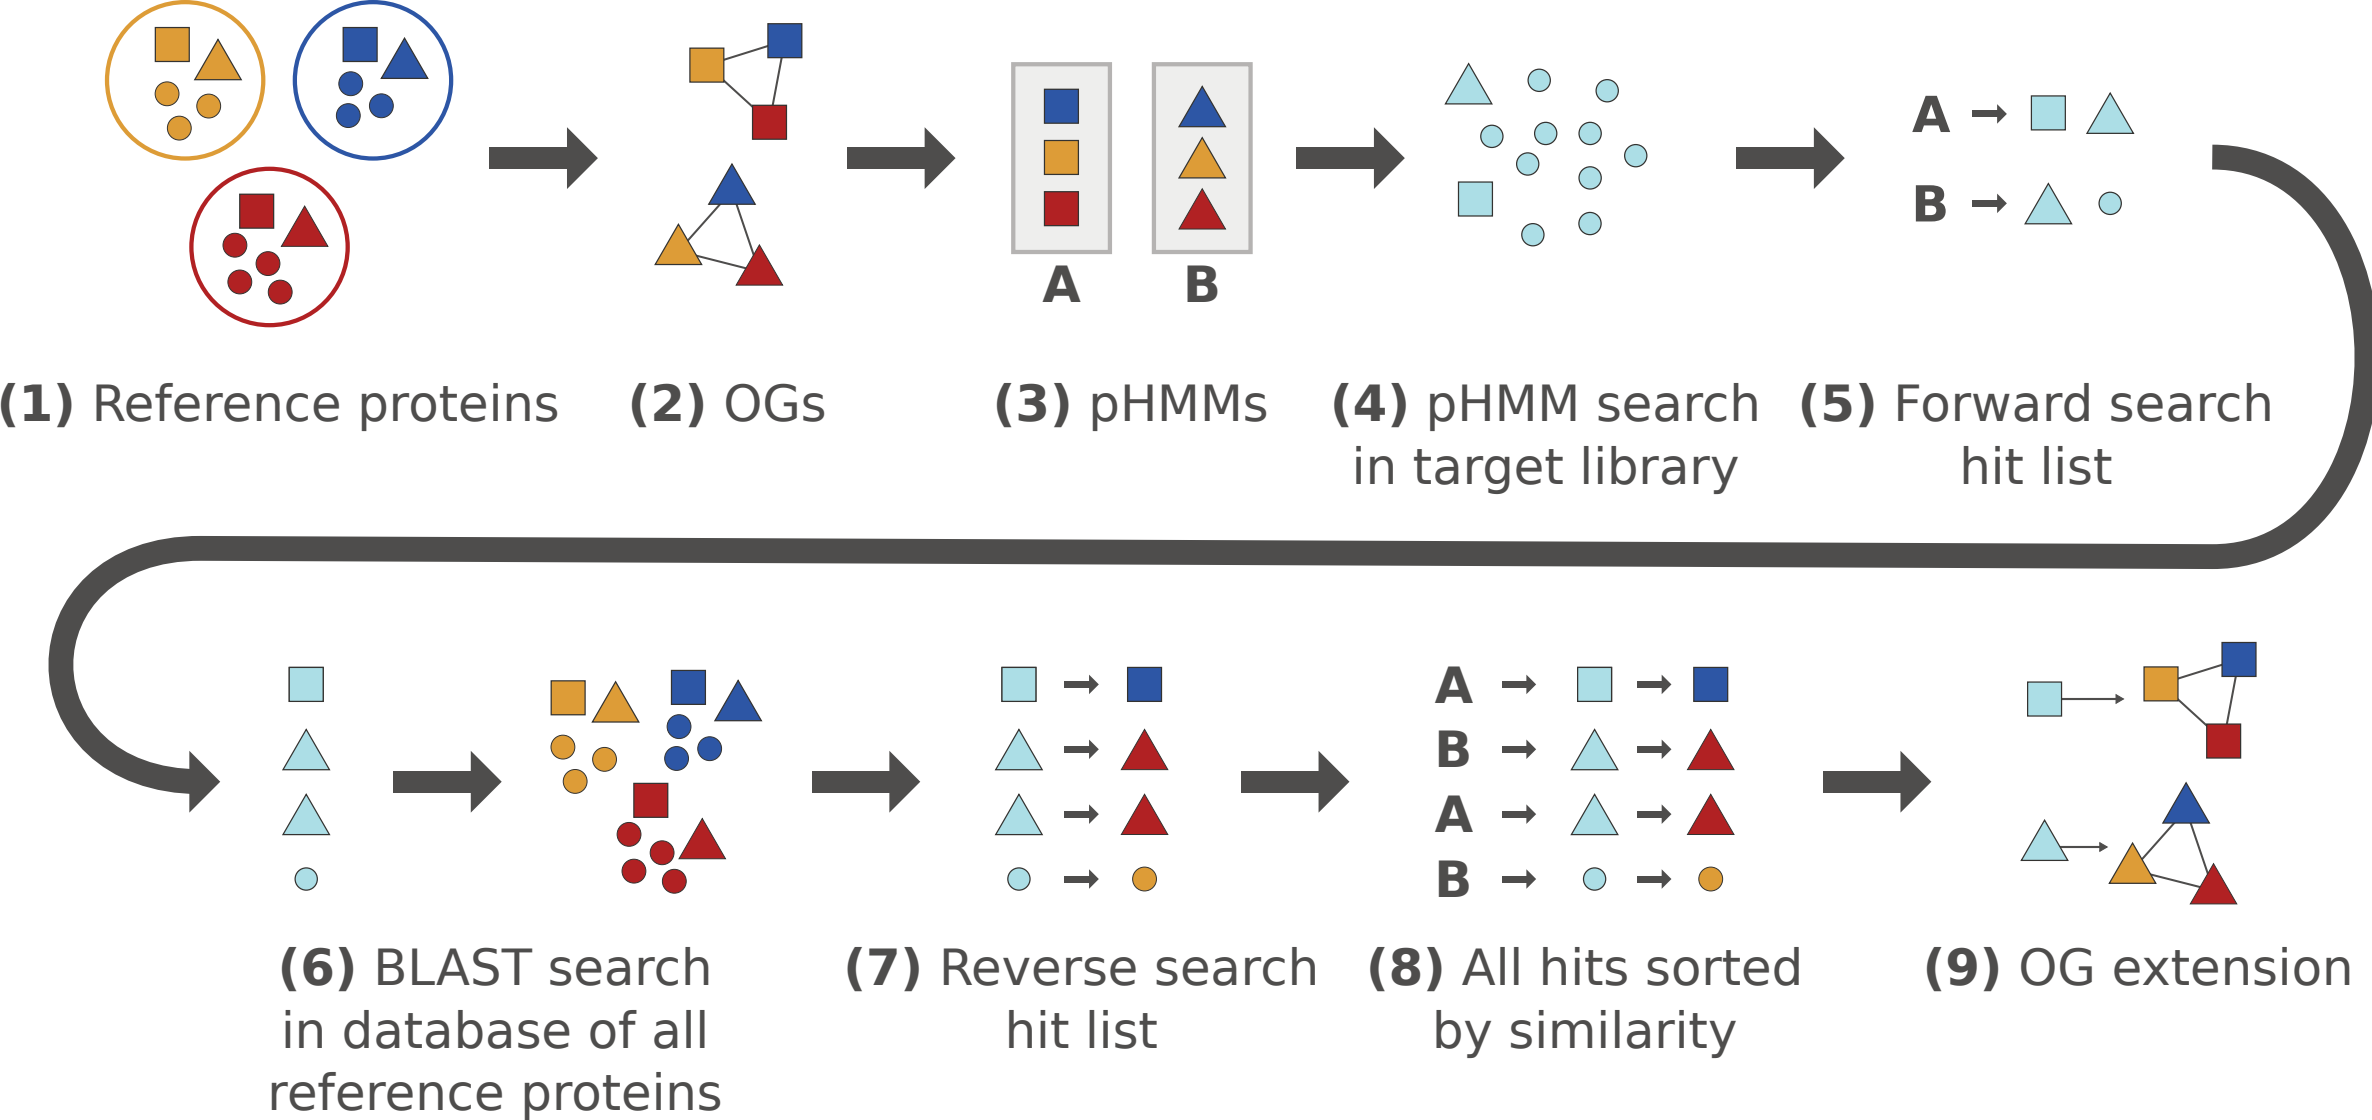 A B
A
B
(1) Reference proteins
(2) OGs
(3) pHMMs
(4) pHMM search
in target library
(5) Forward search
hit list
A
B
A
B
(6) BLAST search
in database of all
reference proteins
(7) Reverse search
hit list
(8) All hits sorted
by similarity
(9) OG extension